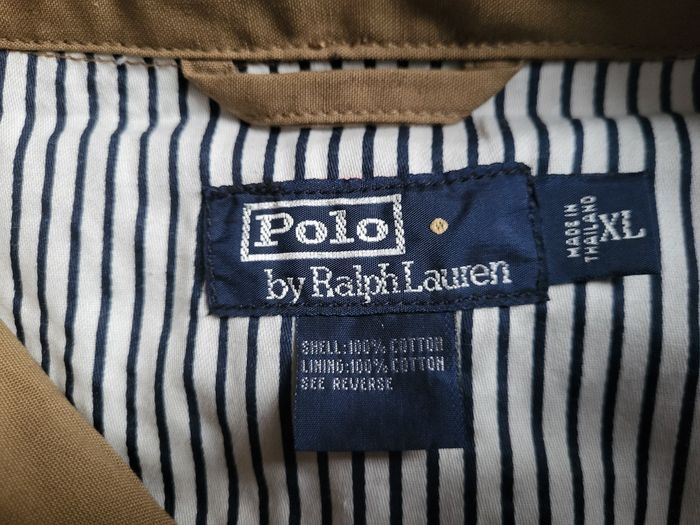 Polo
by Ralph Lauren
MADE IN
THAILAND
XL
SHELL:100% COTTON
LINING:100% COTTON
SEE REVERSE